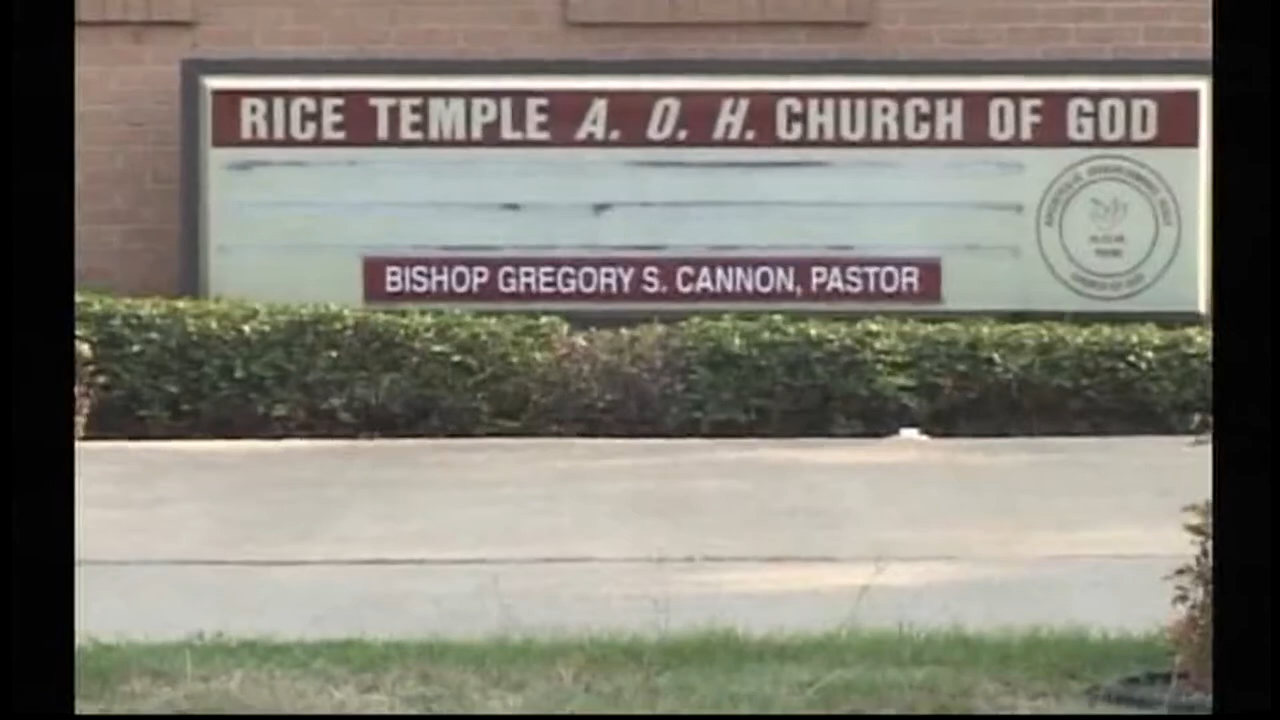 RICE TEMPLE A. O. H. CHURCH OF GOD
BISHOP GREGORY S. CANNON, PASTOR